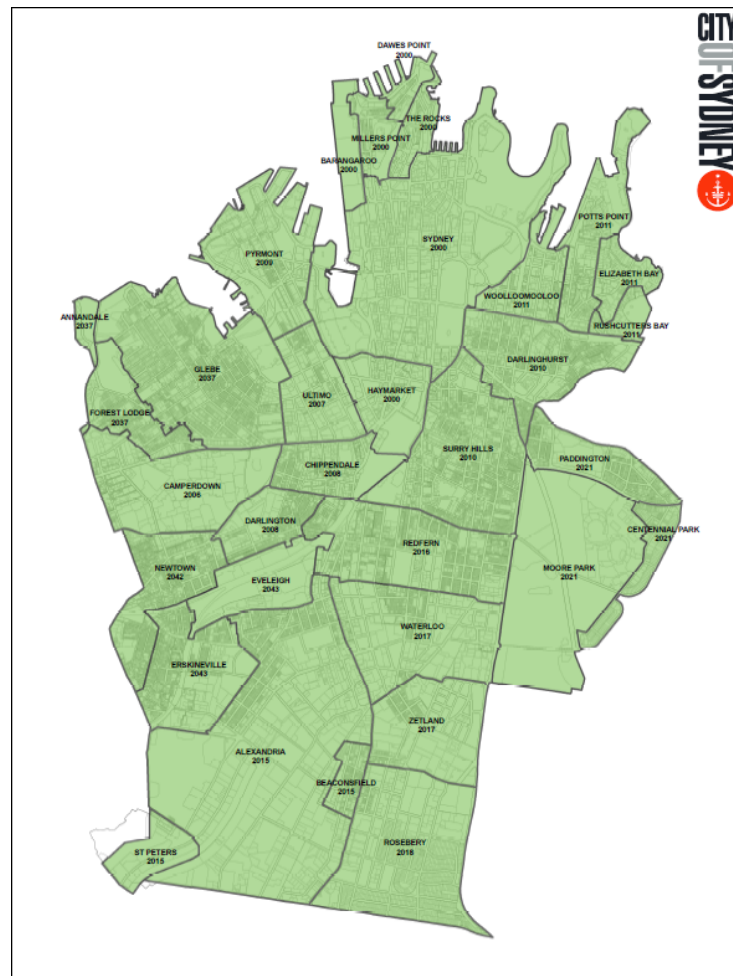 CITY OF SYDNEY
DAWES POINT
2000
THE ROCKS
2000
MILLERS POINT
2000
BARANGAROO
2000
POTTS POINT
2011
SYDNEY
2000
PYRMONT
2009
ELIZABETH BAY
2011
WOOLLOOMOOLOO
2011
ANNANDALE
2037
RUSHCUTTERS BAY
2011
DARLINGHURST
2010
GLEBE
2037
ULTIMO
2007
HAYMARKET
2000
FOREST LODGE
2037
SURRY HILLS
2010
PADDINGTON
2021
CHIPPENDALE
2008
CAMPERDOWN
2006
DARLINGTON
2008
CENTENNIAL PARK
2021
REDFERN
2016
NEWTOWN
2042
MOORE PARK
2021
EVELEIGH
2043
WATERLOO
2017
ERSKINEVILLE
2043
ZETLAND
2017
ALEXANDRIA
2015
BEACONSFIELD
2015
ROSEBERY
2018
ST PETERS
2015